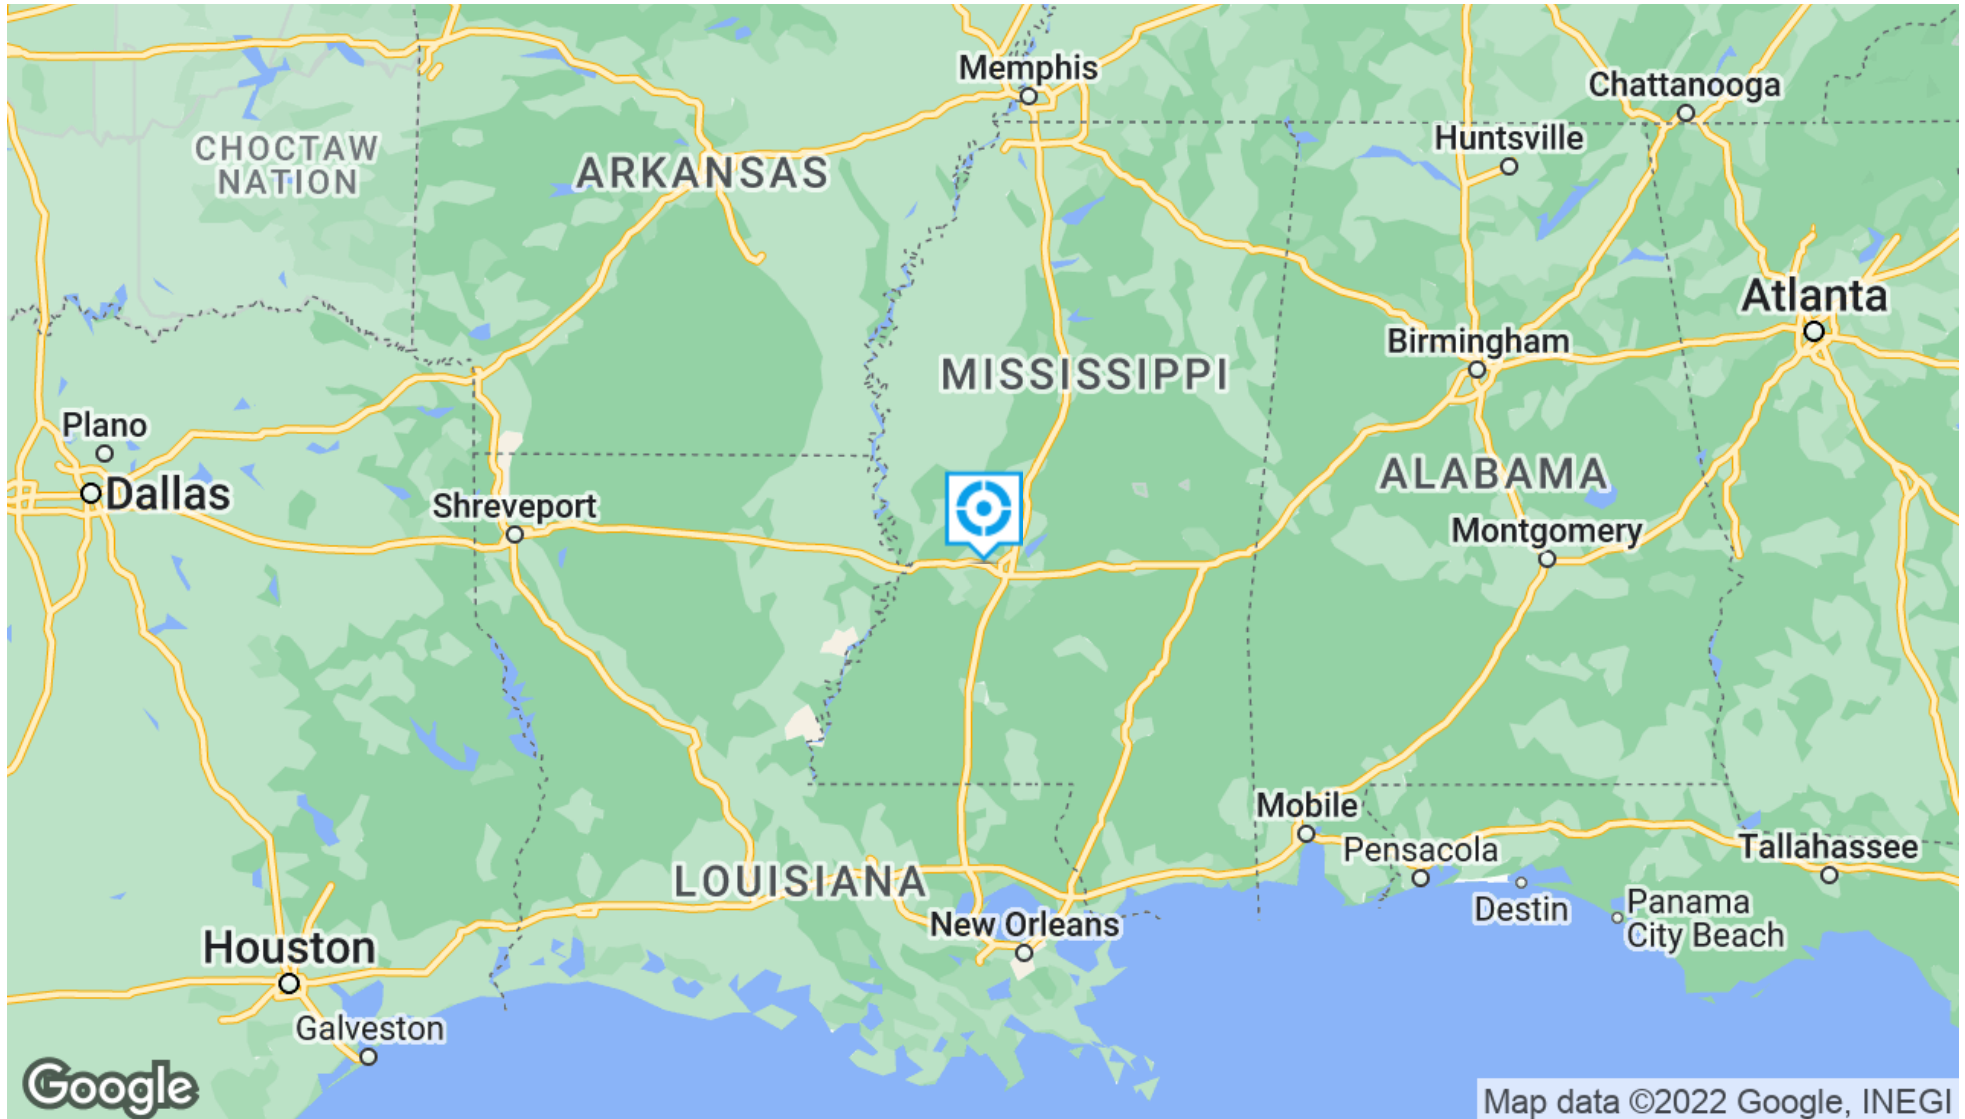 Memphis
Chattanooga
Huntsville
CHOCTAW
NATION
ARKANSAS
Atlanta
Birmingham
MISSISSIPPI
Plano
Dallas
Shreveport
ALABAMA
Montgomery
Mobile
Pensacola
Tallahassee
LOUISIANA
Destin
Panama
City Beach
New Orleans
Houston
Galveston
Google
Map data ©2022 Google, INEGI